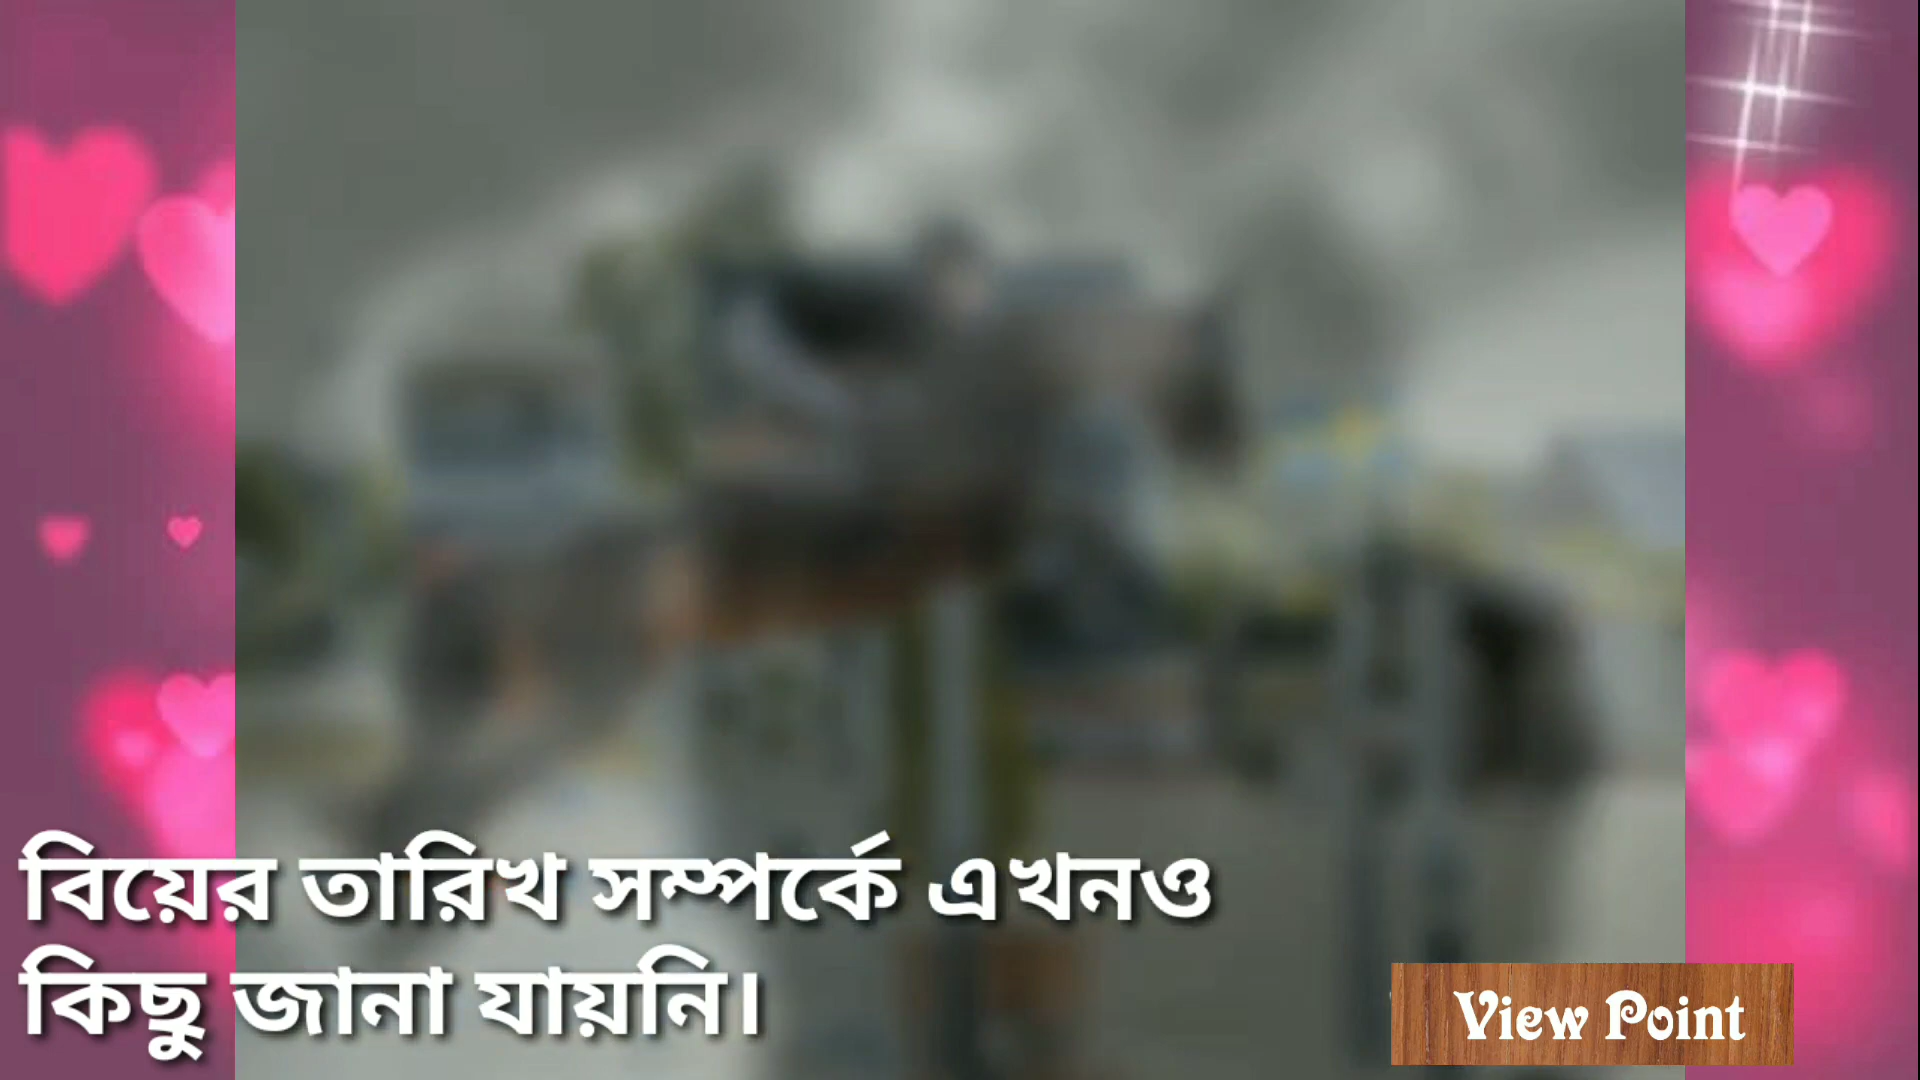 বিয়ের তারিখ সম্পর্কে এখনও
কিছু জানা যায়নি।
View Point